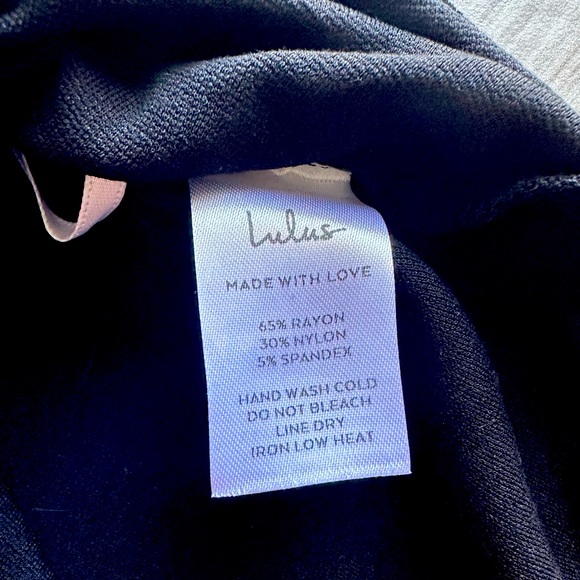 Lulus
MADE WITH LOVE
65% RAYON
30% NYLON
5% SPANDEX
HAND WASH COLD
DO NOT BLEACH
LINE DRY
IRON LOW HEAT